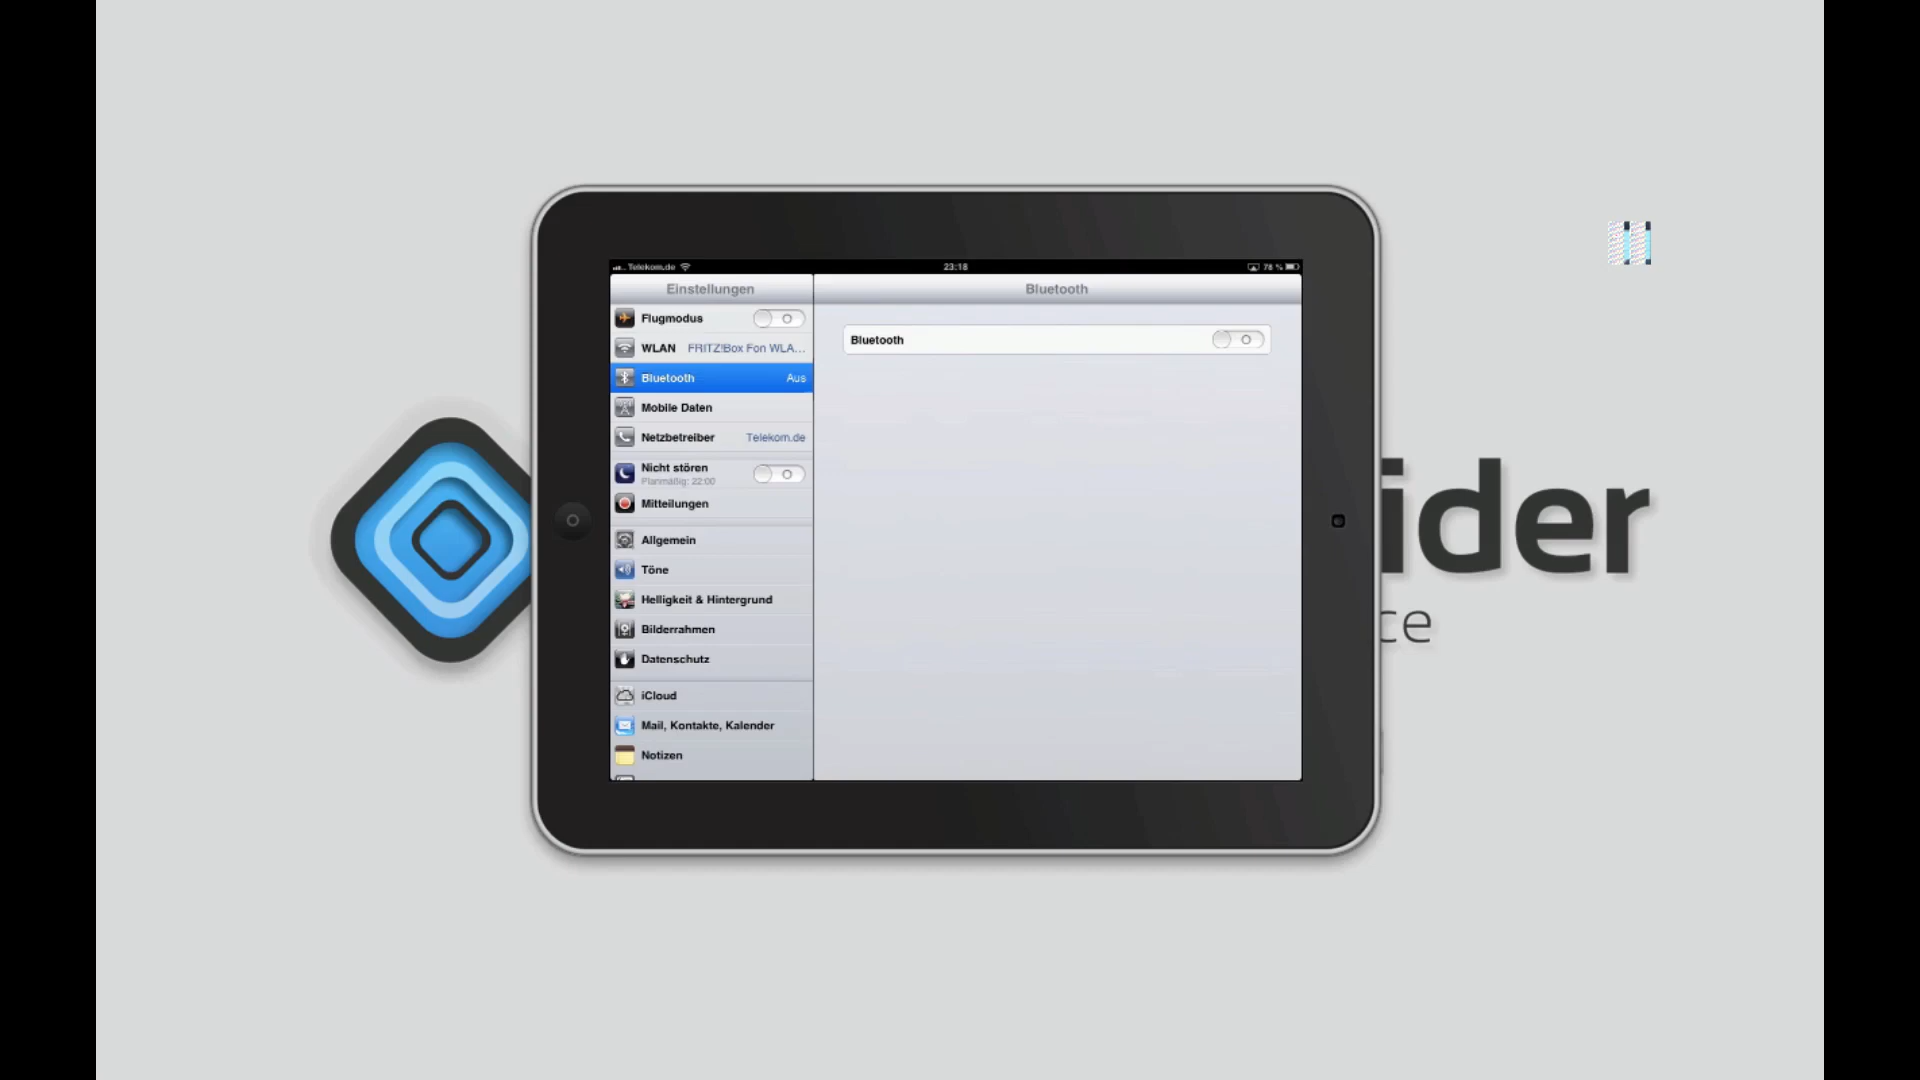 Telekom.de
23:18
78 %
Einstellungen
Bluetooth
Flugmodus
WLAN FRITZ!Box Fon WLA...
Bluetooth Aus
Mobile Daten
Netzbetreiber Telekom.de
Nicht stören
Planmäßig: 22:00
Mitteilungen
Allgemein
Töne
Helligkeit & Hintergrund
Bilderrahmen
Datenschutz
iCloud
Mail, Kontakte, Kalender
Notizen
Bluetooth
ider
ce